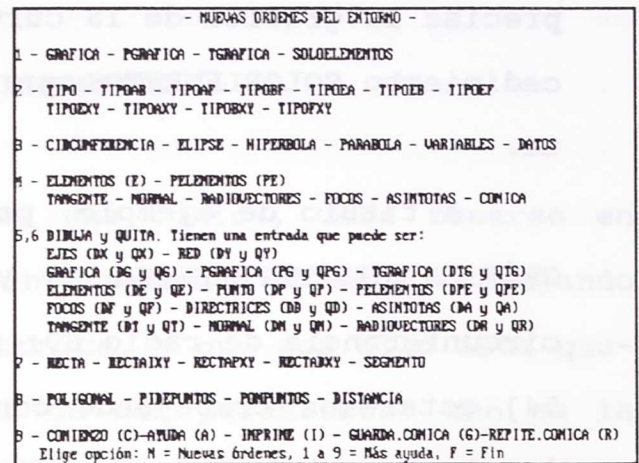 NUEVAS ORDENES DEL ENTORNO
1 - GRAFICA - PGRAFICA - TGRAFICA - SOLOELEMENTOS
2 - TIPO - TIPOAB - TIPOAF - TIPOBF - TIPOEA - TIPOEB - TIPOEF
TIPOEXY - TIPOAXY - TIPOBXY - TIPOFXY
3 - CIRCUNFERENCIA - ELIPSE - HIPERBOLA - PARABOLA - VARIABLES - DATOS
4 - ELEMENTOS (E) - PELEMENTOS (PE)
TANGENTE - NORMAL - RADIOVECTORES - FOCOS - ASINTOTAS - CONICA
5,6 DIBUJA y QUITA. Tienen una entrada que puede ser:
EJES (DX y QX) - RED (DY y QY)
GRAFICA (DG y QG) - PGRAFICA (PG y QPG) - TGRAFICA (DTG y QTG)
ELEMENTOS (DE y QE) - PUNTO (DP y QP) - PELEMENTOS (PE y QPE)
FOCOS (DF y QF) - DIRECTRICES (DD y QD) - ASINTOTAS (DA y QA)
TANGENTE (DT y QT) - NORMAL (DN y QN) - RADIOVECTORES (DR y QR)
7 - RECTA - RECTAIXY - RECTAPXY - RECTADXY - SEGMENTO
8 - POLIGONAL - PIDEPUNTOS - PONPUNTOS - DISTANCIA
9 - COMIENZO (C)-AYUDA (A) - IMPRIME (I) - GUARDA.CONICA (G)-REPITE.CONICA (R)
Elige opción: N = Nuevas órdenes, 1 a 9 = Más ayuda, F = Fin